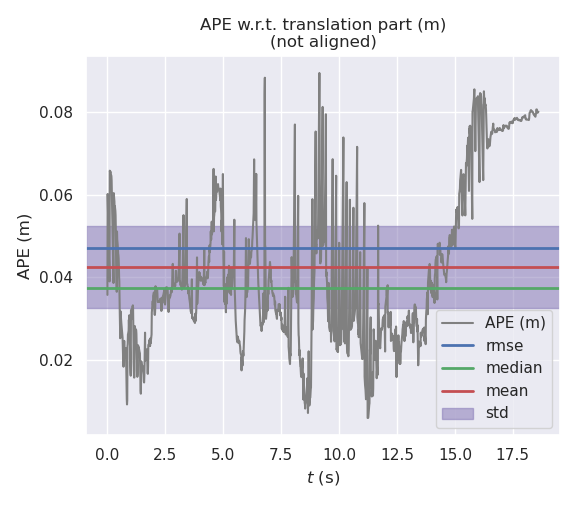 APE w.r.t. translation part (m)
(not aligned)
0.08
0.06
0.04
0.02
APE (m)
APE (m)
rmse
median
mean
std
0.0 2.5 5.0 7.5 10.0 12.5 15.0 17.5
t (s)